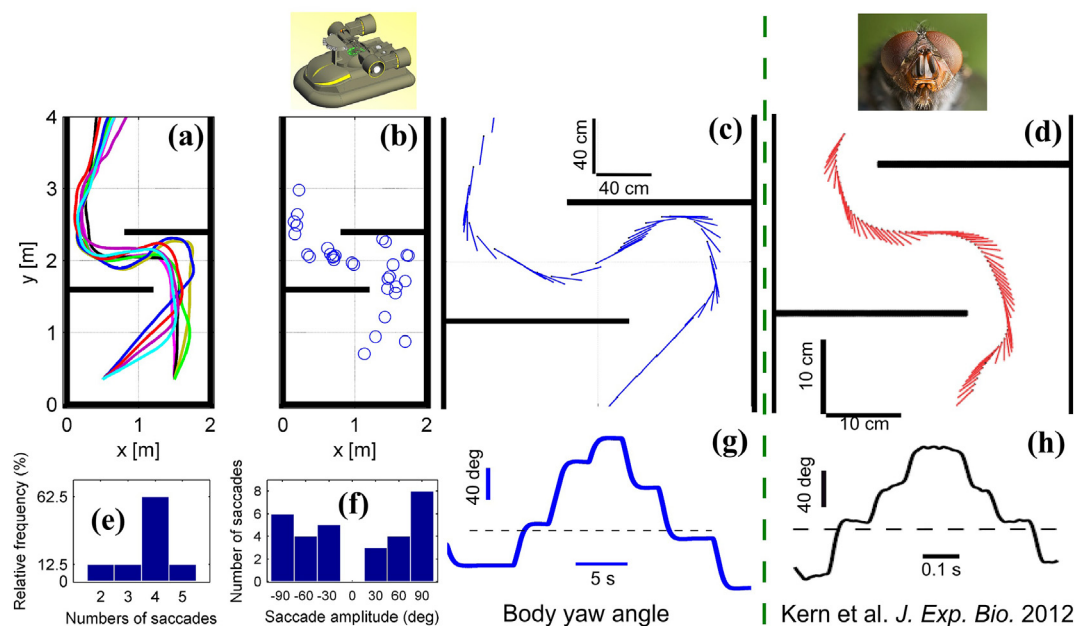 (a)
(b)
(c)
(d)
4
3
2
1
0
y [m]
0 1 2
x [m]
0 1 2
x [m]
40 cm
40 cm
10 cm
10 cm
(e)
Relative frequency (%)
62.5
12.5
0
2 3 4 5
Numbers of saccades
(f)
Number of saccades
8
6
4
2
0
-90 -60 -30 0 30 60 90
Saccade amplitude (deg)
(g)
40 deg
5 s
Body yaw angle
(h)
40 deg
0.1 s
Kern et al. J. Exp. Bio. 2012